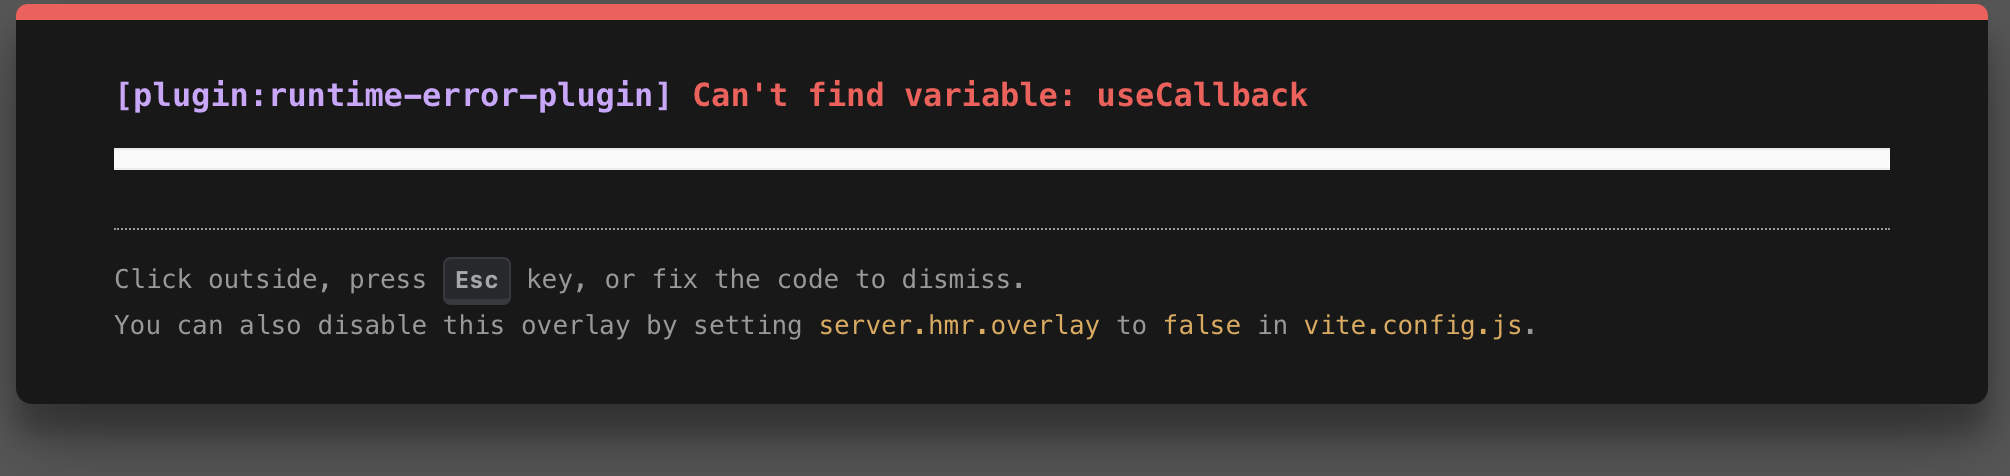 [plugin:runtime-error-plugin] Can't find variable: useCallback
Click outside, press Esc key, or fix the code to dismiss.
You can also disable this overlay by setting server.hmr.overlay to false in vite.config.js.